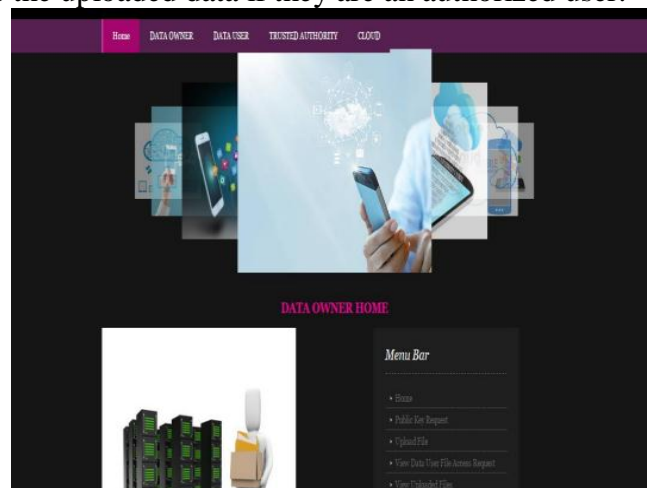 the uploaded data if they are an authorized user.
Home DATA OWNER DATA USER TRUSTED AUTHORITY CLOUD
DATA OWNER HOME
Menu Bar
Home
Public Key Request
Upload File
View Data User File Access Request
View Uploaded Files